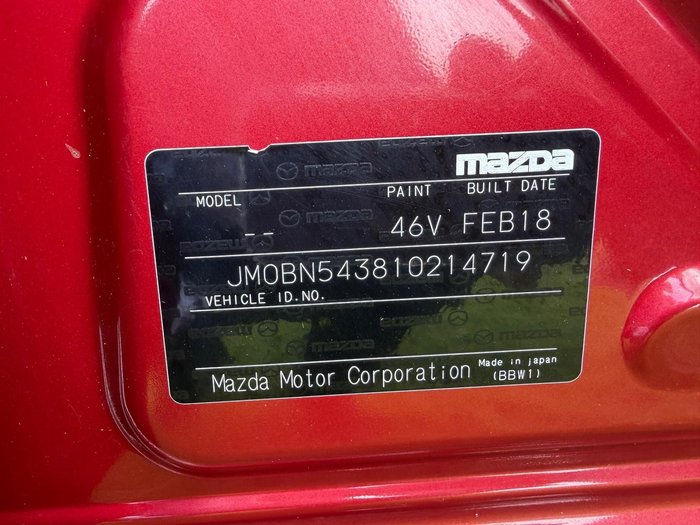 mazda
MODEL PAINT BUILT DATE
-- 46V FEB18
JM0BN543810214719
VEHICLE ID.NO.
Mazda Motor Corporation Made in japan
(BBW1)